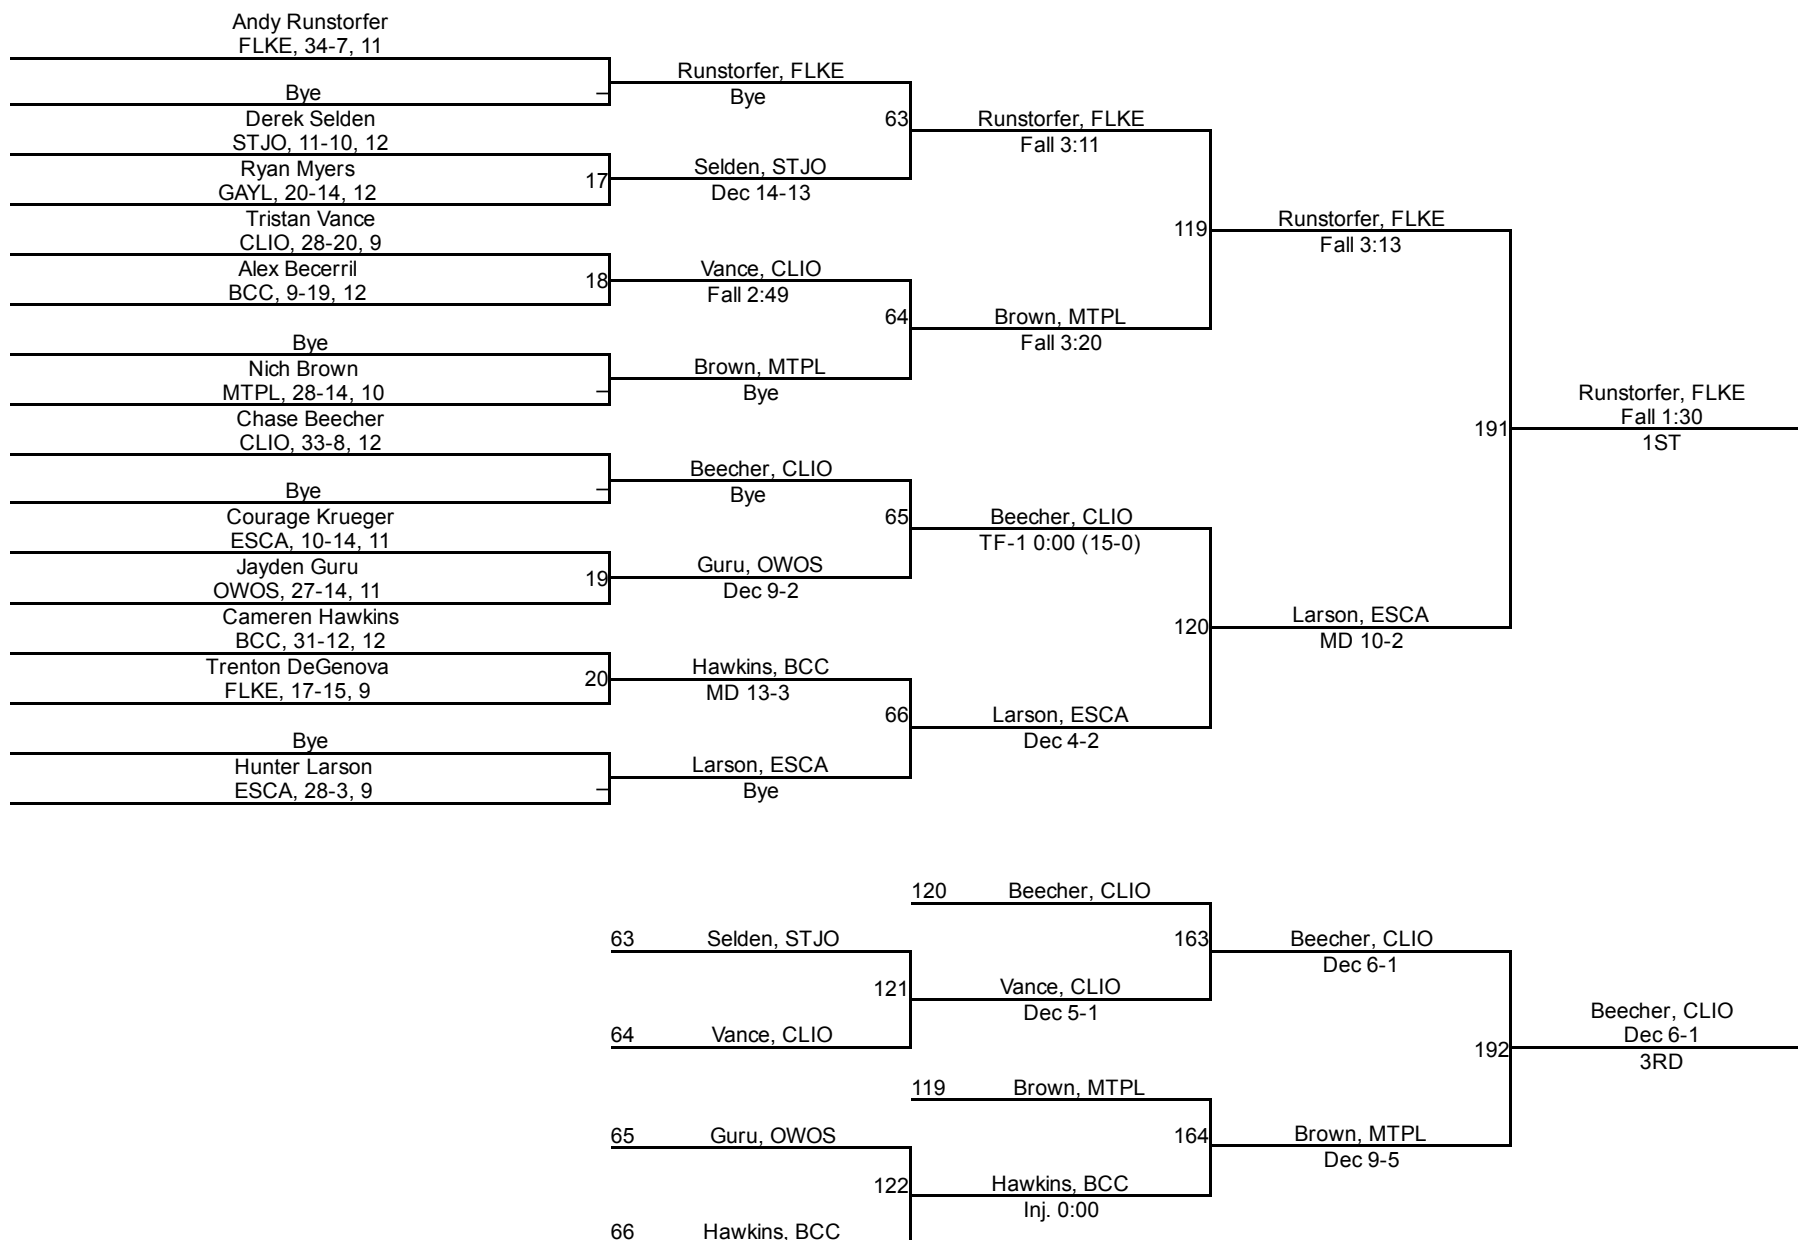 Andy Runstorfer
FLKE, 34-7, 11
Bye
Derek Selden
STJO, 11-10, 12
Ryan Myers
GAYL, 20-14, 12
17
Tristan Vance
CLIO, 28-20, 9
Alex Becerril
BCC, 9-19, 12
18
Bye
Nich Brown
MTPL, 28-14, 10
Chase Beecher
CLIO, 33-8, 12
Bye
Courage Krueger
ESCA, 10-14, 11
Jayden Guru
OWOS, 27-14, 11
19
Cameren Hawkins
BCC, 31-12, 12
Trenton DeGenova
FLKE, 17-15, 9
20
Bye
Hunter Larson
ESCA, 28-3, 9
Runstorfer, FLKE
Bye
63
Selden, STJO
Dec 14-13
Vance, CLIO
Fall 2:49
64
Brown, MTPL
Bye
Beecher, CLIO
Bye
65
Guru, OWOS
Dec 9-2
Hawkins, BCC
MD 13-3
66
Larson, ESCA
Bye
Runstorfer, FLKE
Fall 3:11
119
Brown, MTPL
Fall 3:20
Beecher, CLIO
TF-1 0:00 (15-0)
120
Larson, ESCA
Dec 4-2
Runstorfer, FLKE
Fall 3:13
191
Larson, ESCA
MD 10-2
Runstorfer, FLKE
Fall 1:30
1ST
63 Selden, STJO
121
64 Vance, CLIO
65 Guru, OWOS
122
66 Hawkins, BCC
120 Beecher, CLIO
163
Vance, CLIO
Dec 5-1
119 Brown, MTPL
164
Hawkins, BCC
Inj. 0:00
Beecher, CLIO
Dec 6-1
192
Brown, MTPL
Dec 9-5
Beecher, CLIO
Dec 6-1
3RD